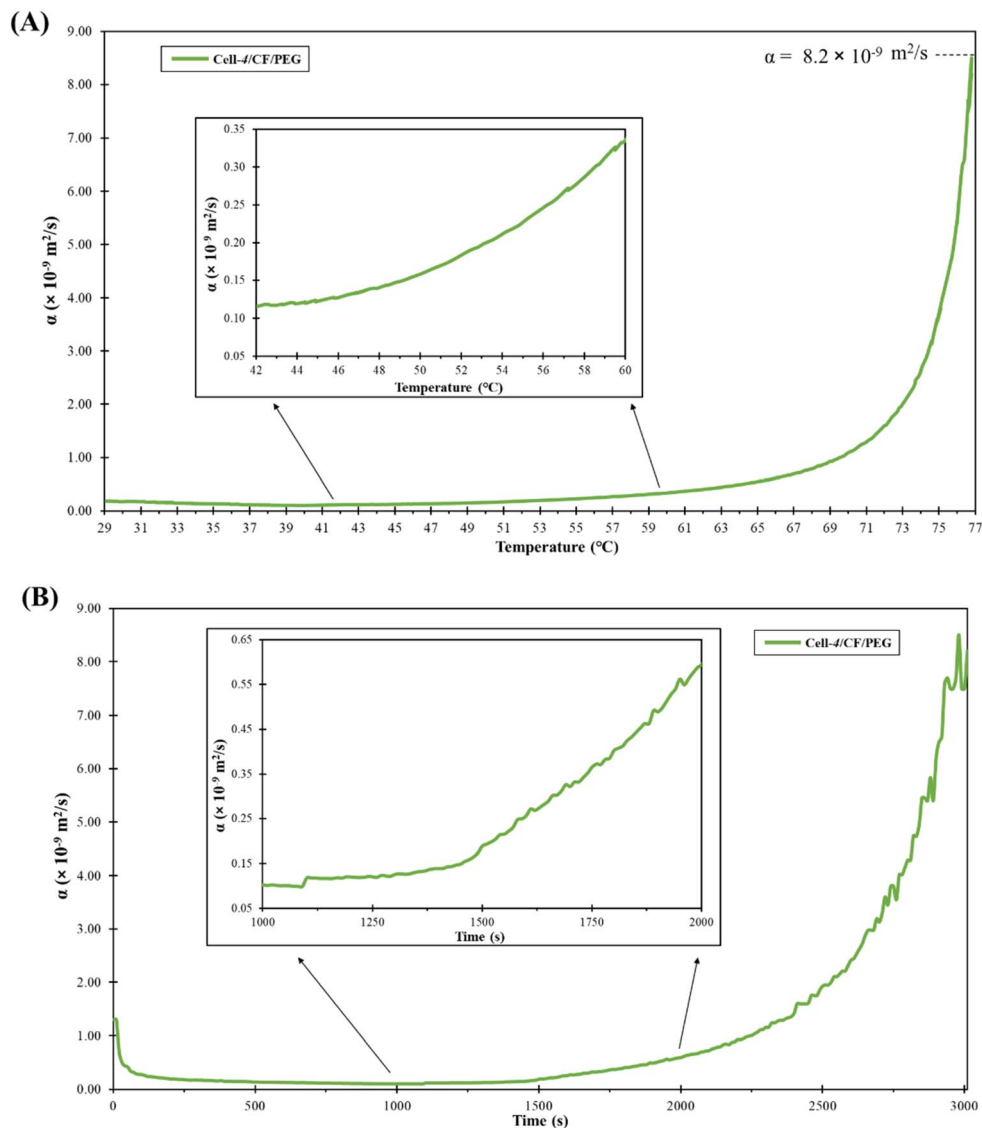 (A)
Cell-4/CF/PEG
α = 8.2 × 10-9 m2/s
9.00
8.00
7.00
6.00
5.00
4.00
3.00
2.00
1.00
0.00
α (× 10-9 m2/s)
0.35
0.30
0.25
0.20
0.15
0.10
0.05
α (× 10-9 m2/s)
42 44 46 48 50 52 54 56 58 60
Temperature (°C)
29 31 33 35 37 39 41 43 45 47 49 51 53 55 57 59 61 63 65 67 69 71 73 75 77
Temperature (°C)
(B)
Cell-4/CF/PEG
9.00
8.00
7.00
6.00
5.00
4.00
3.00
2.00
1.00
0.00
α (× 10-9 m2/s)
0.65
0.55
0.45
0.35
0.25
0.15
0.05
α (× 10-9 m2/s)
1000 1250 1500 1750 2000
Time (s)
0 500 1000 1500 2000 2500 3000
Time (s)